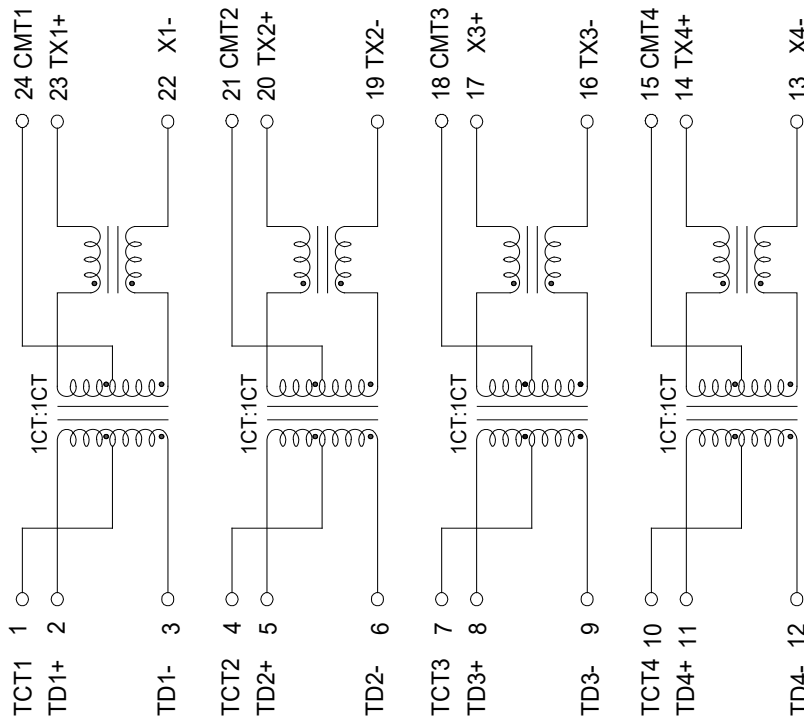 24 CMT1
23 TX1+
22 X1-
21 CMT2
20 TX2+
19 TX2-
18 CMT3
17 X3+
16 TX3-
15 CMT4
14 TX4+
13 X4-
1CT:1CT
1CT:1CT
1CT:1CT
1CT:1CT
TCT1 1
TD1+ 2
TD1- 3
TCT2 4
TD2+ 5
TD2- 6
TCT3 7
TD3+ 8
TD3- 9
TCT4 10
TD4+ 11
TD4- 12